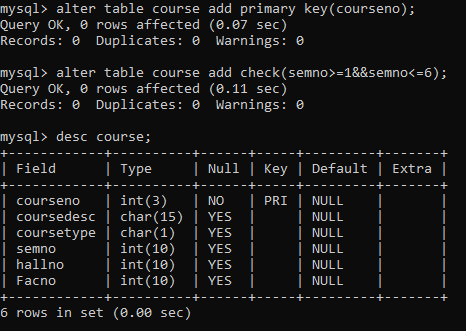 mysql> alter table course add primary key(courseno);
Query OK, 0 rows affected (0.07 sec)
Records: 0  Duplicates: 0  Warnings: 0

mysql> alter table course add check(semno>=1&&semno<=6);
Query OK, 0 rows affected (0.11 sec)
Records: 0  Duplicates: 0  Warnings: 0

mysql> desc course;
+------------+----------+------+-----+---------+-------+
| Field      | Type     | Null | Key | Default | Extra |
+------------+----------+------+-----+---------+-------+
| courseno   | int(3)   | NO   | PRI | NULL    |       |
| coursedesc | char(15) | YES  |     | NULL    |       |
| coursetype | char(1)  | YES  |     | NULL    |       |
| semno      | int(10)  | YES  |     | NULL    |       |
| hallno     | int(10)  | YES  |     | NULL    |       |
| Facno      | int(10)  | YES  |     | NULL    |       |
+------------+----------+------+-----+---------+-------+
6 rows in set (0.00 sec)